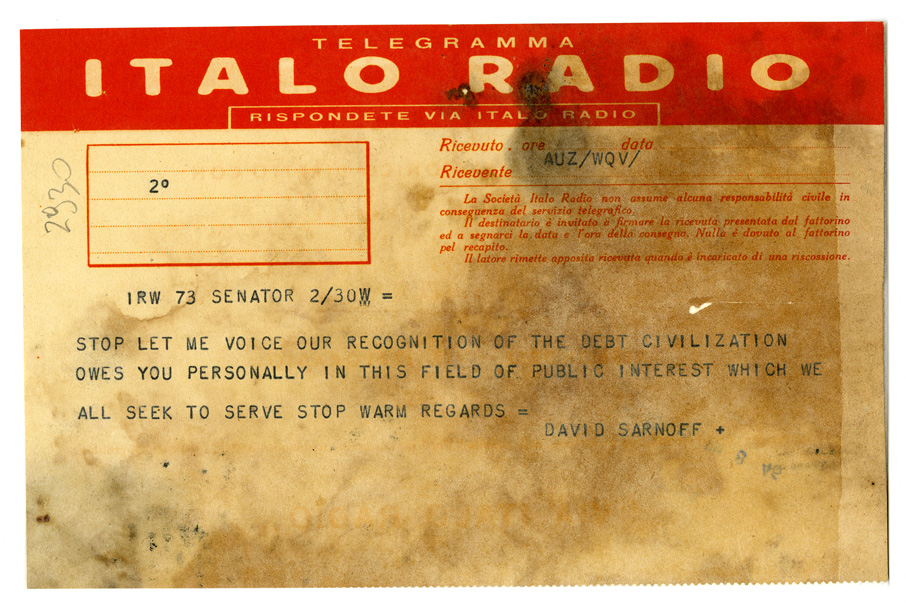 TELEGRAMMA
ITALO RADIO
RISPONDETE VIA ITALO RADIO
Ricevuto . ore data
AUZ/WQV/
Ricevente
2930
2º
La Società Italo Radio non assume alcuna responsabilità civile in
conseguenza del servizio telegrafico.
Il destinatario è invitato a firmare la ricevuta presentata dal fattorino
ed a segnarci la data e l'ora della consegna. Nulla è dovuto al fattorino
pel recapito.
Il latore rimette apposita ricevuta quando è incaricato di una riscossione.
IRW 73 SENATOR 2/30W =
STOP LET ME VOICE OUR RECOGNITION OF THE DEBT CIVILIZATION
OWES YOU PERSONALLY IN THIS FIELD OF PUBLIC INTEREST WHICH WE
ALL SEEK TO SERVE STOP WARM REGARDS =
DAVID SARNOFF +